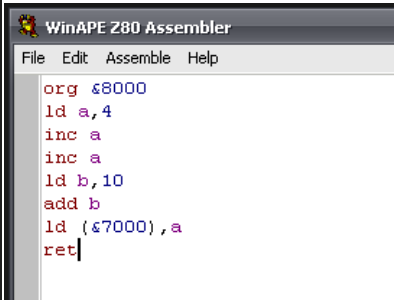 WinAPE Z80 Assembler
File Edit Assemble Help
org &8000
ld a,4
inc a
inc a
ld b,10
add b
ld (&7000),a
ret